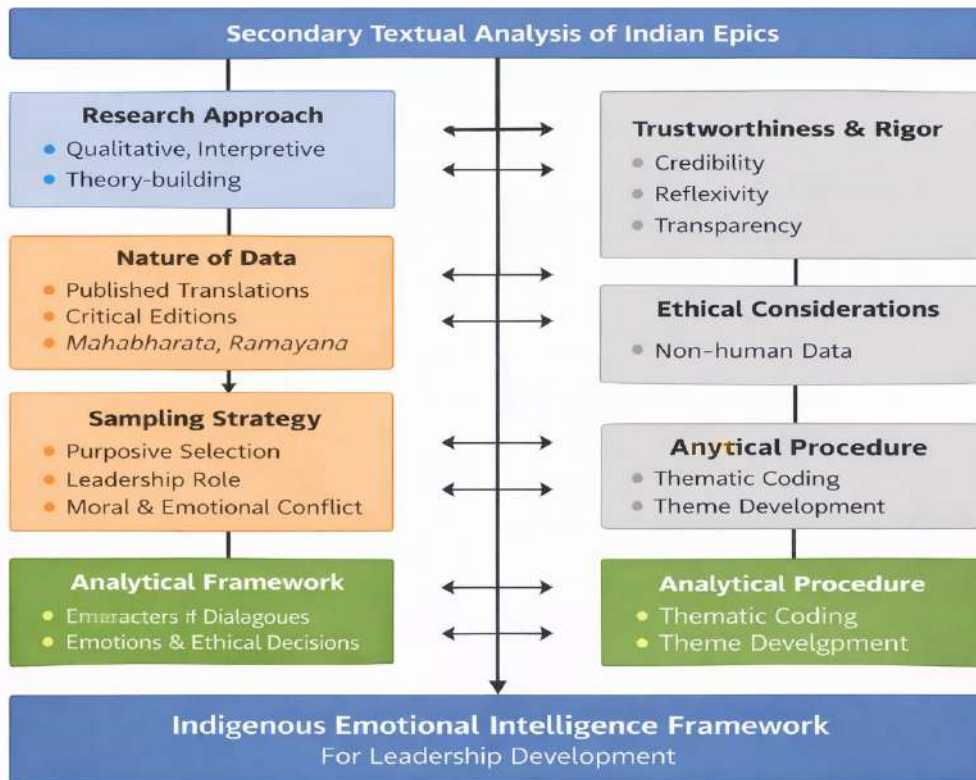 Secondary Textual Analysis of Indian Epics
Research Approach
Qualitative, Interpretive
Theory-building
Nature of Data
Published Translations
Critical Editions
Mahabharata, Ramayana
Sampling Strategy
Purposive Selection
Leadership Role
Moral & Emotional Conflict
Analytical Framework
Dialagoues
Emotions & Ethical Decisions
Trustworthiness & Rigor
Credibility
Reflexivity
Transparency
Ethical Considerations
Non-human Data
Anytical Procedure
Thematic Coding
Theme Development
Analytical Procedure
Thematic Coding
Theme Develgpment
Indigenous Emotional Intelligence Framework
For Leadership Development